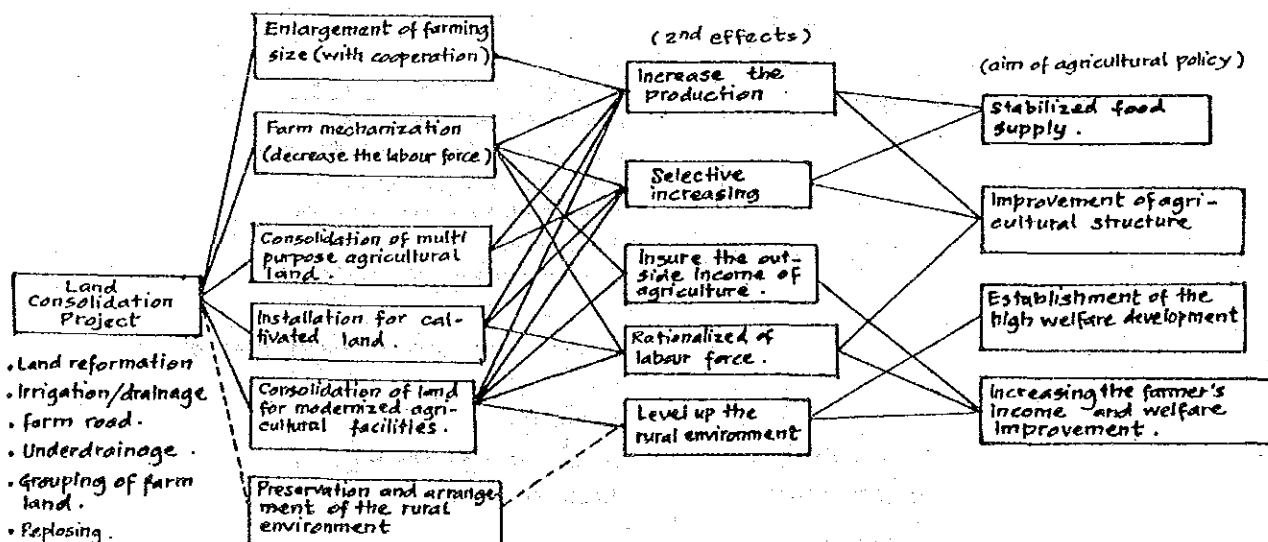 Land
Consolidation
Project
• Land reformation
• Irrigation/drainage
• Farm road.
• Underdrainage.
• Grouping of farm
land.
• Replosing.
Enlargement of farming
size (with cooperation)
Farm mechanization
(decrease the labour force)
Consolidation of multi
purpose agricultural
land.
Installation for cal-
tivated land.
Consolidation of land
for modernized agri-
cultural facilities.
Preservation and arrange-
ment of the rural
environment
(2nd effects)
Increase the
production
Selective
increasing
Insure the out-
side income of
agriculture.
Rationalized of
labour force.
Level up the
rural environment
(aim of agricultural policy)
Stabilized food
supply.
Improvement of agri-
cultural structure
Establishment of the
high welfare development
Increasing the farmer's
income and welfare
Improvement.